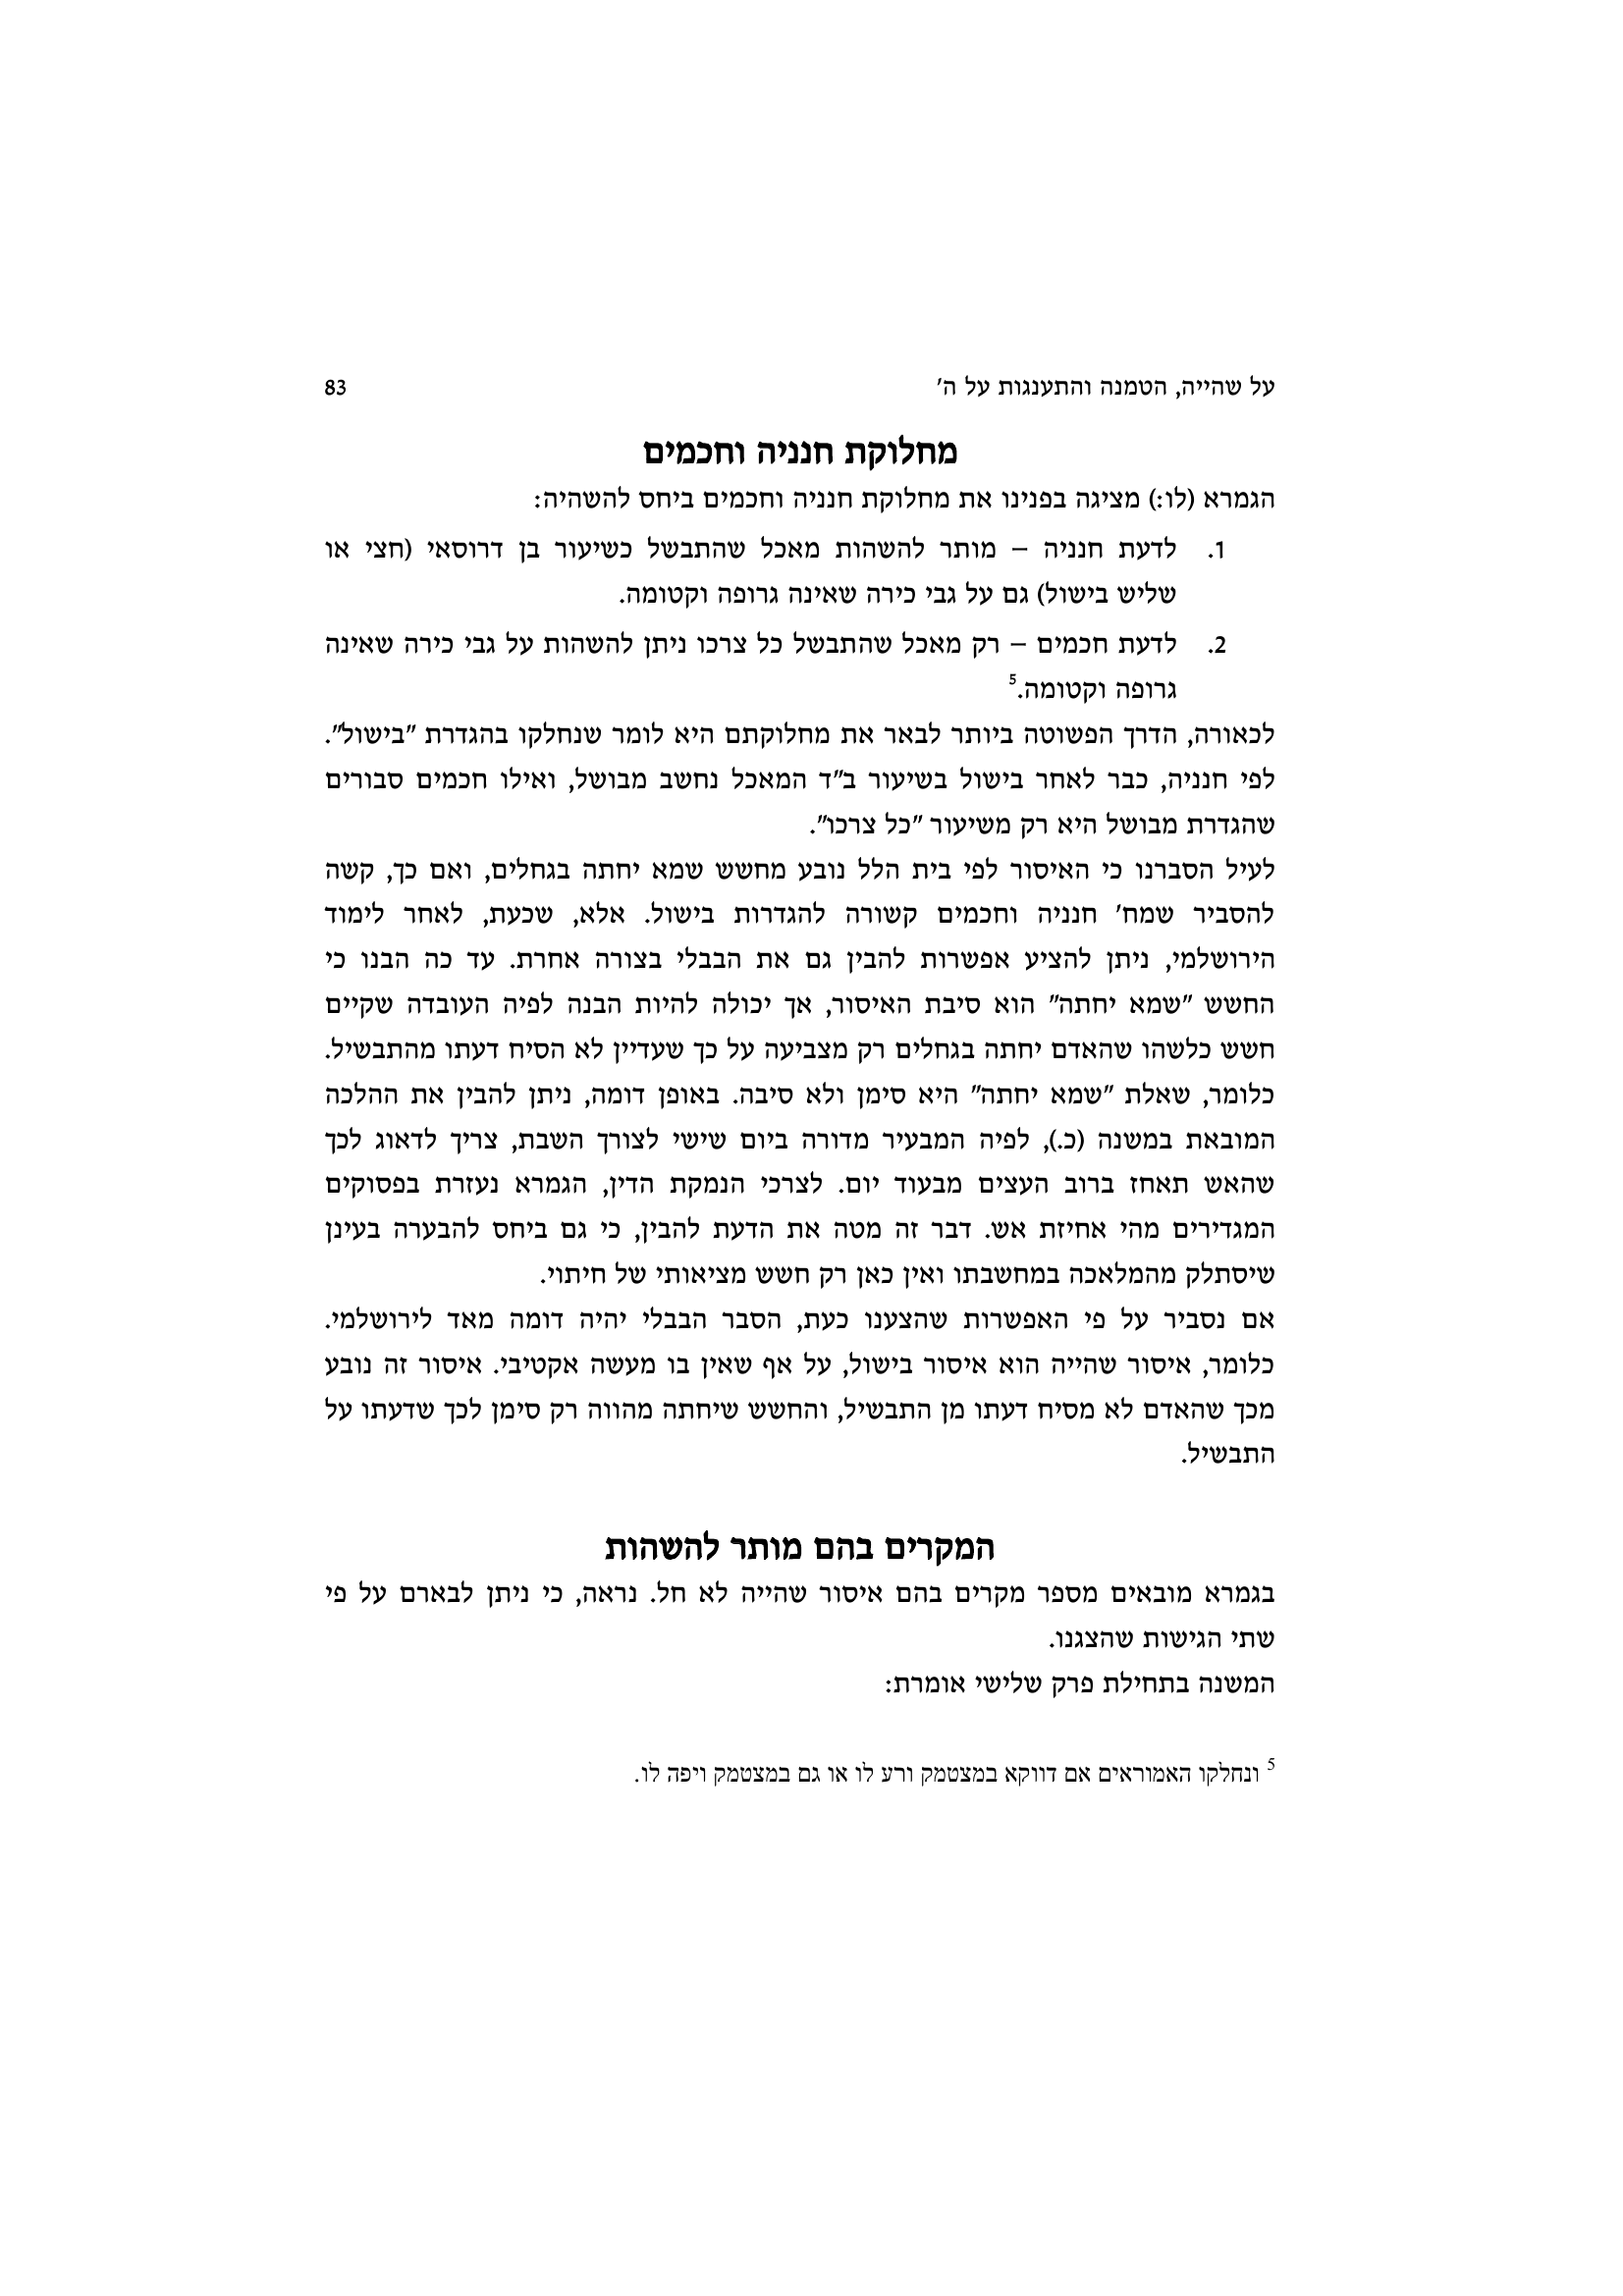 על שהייה, הטמנה והתענגות על ה' 83
מחלוקת חנניה וחכמים
הגמרא (לו:) מציגה בפנינו את מחלוקת חנניה וחכמים ביחס להשהיה:
1. לדעת חנניה – מותר להשהות מאכל שהתבשל כשיעור בן דרוסאי (חצי או
שליש בישול) גם על גבי כירה שאינה גרופה וקטומה.
2. לדעת חכמים – רק מאכל שהתבשל כל צרכו ניתן להשהות על גבי כירה שאינה
גרופה וקטומה.5
לכאורה, הדרך הפשוטה ביותר לבאר את מחלוקתם היא לומר שנחלקו בהגדרת "בישול".
לפי חנניה, כבר לאחר בישול בשיעור ב"ד המאכל נחשב מבושל, ואילו חכמים סבורים
שהגדרת מבושל היא רק משיעור "כל צרכו".
לעיל הסברנו כי האיסור לפי בית הלל נובע מחשש שמא יחתה בגחלים, ואם כך, קשה
להסביר שמח' חנניה וחכמים קשורה להגדרות בישול. אלא, שכעת, לאחר לימוד
הירושלמי, ניתן להציע אפשרות להבין גם את הבבלי בצורה אחרת. עד כה הבנו כי
החשש "שמא יחתה" הוא סיבת האיסור, אך יכולה להיות הבנה לפיה העובדה שקיים
חשש כלשהו שהאדם יחתה בגחלים רק מצביעה על כך שעדיין לא הסיח דעתו מהתבשיל.
כלומר, שאלת "שמא יחתה" היא סימן ולא סיבה. באופן דומה, ניתן להבין את ההלכה
המובאת במשנה (כ.), לפיה המבעיר מדורה ביום שישי לצורך השבת, צריך לדאוג לכך
שהאש תאחז ברוב העצים מבעוד יום. לצרכי הנמקת הדין, הגמרא נעזרת בפסוקים
המגדירים מהי אחיזת אש. דבר זה מטה את הדעת להבין, כי גם ביחס להבערה בעינן
שיסתלק מהמלאכה במחשבתו ואין כאן רק חשש מציאותי של חיתוי.
אם נסביר על פי האפשרות שהצענו כעת, הסבר הבבלי יהיה דומה מאד לירושלמי.
כלומר, איסור שהייה הוא איסור בישול, על אף שאין בו מעשה אקטיבי. איסור זה נובע
מכך שהאדם לא מסיח דעתו מן התבשיל, והחשש שיחתה מהווה רק סימן לכך שדעתו על
התבשיל.
המקרים בהם מותר להשהות
בגמרא מובאים מספר מקרים בהם איסור שהייה לא חל. נראה, כי ניתן לבארם על פי
שתי הגישות שהצגנו.
המשנה בתחילת פרק שלישי אומרת:
5 ונחלקו האמוראים אם דווקא במצטמק ורע לו או גם במצטמק ויפה לו.